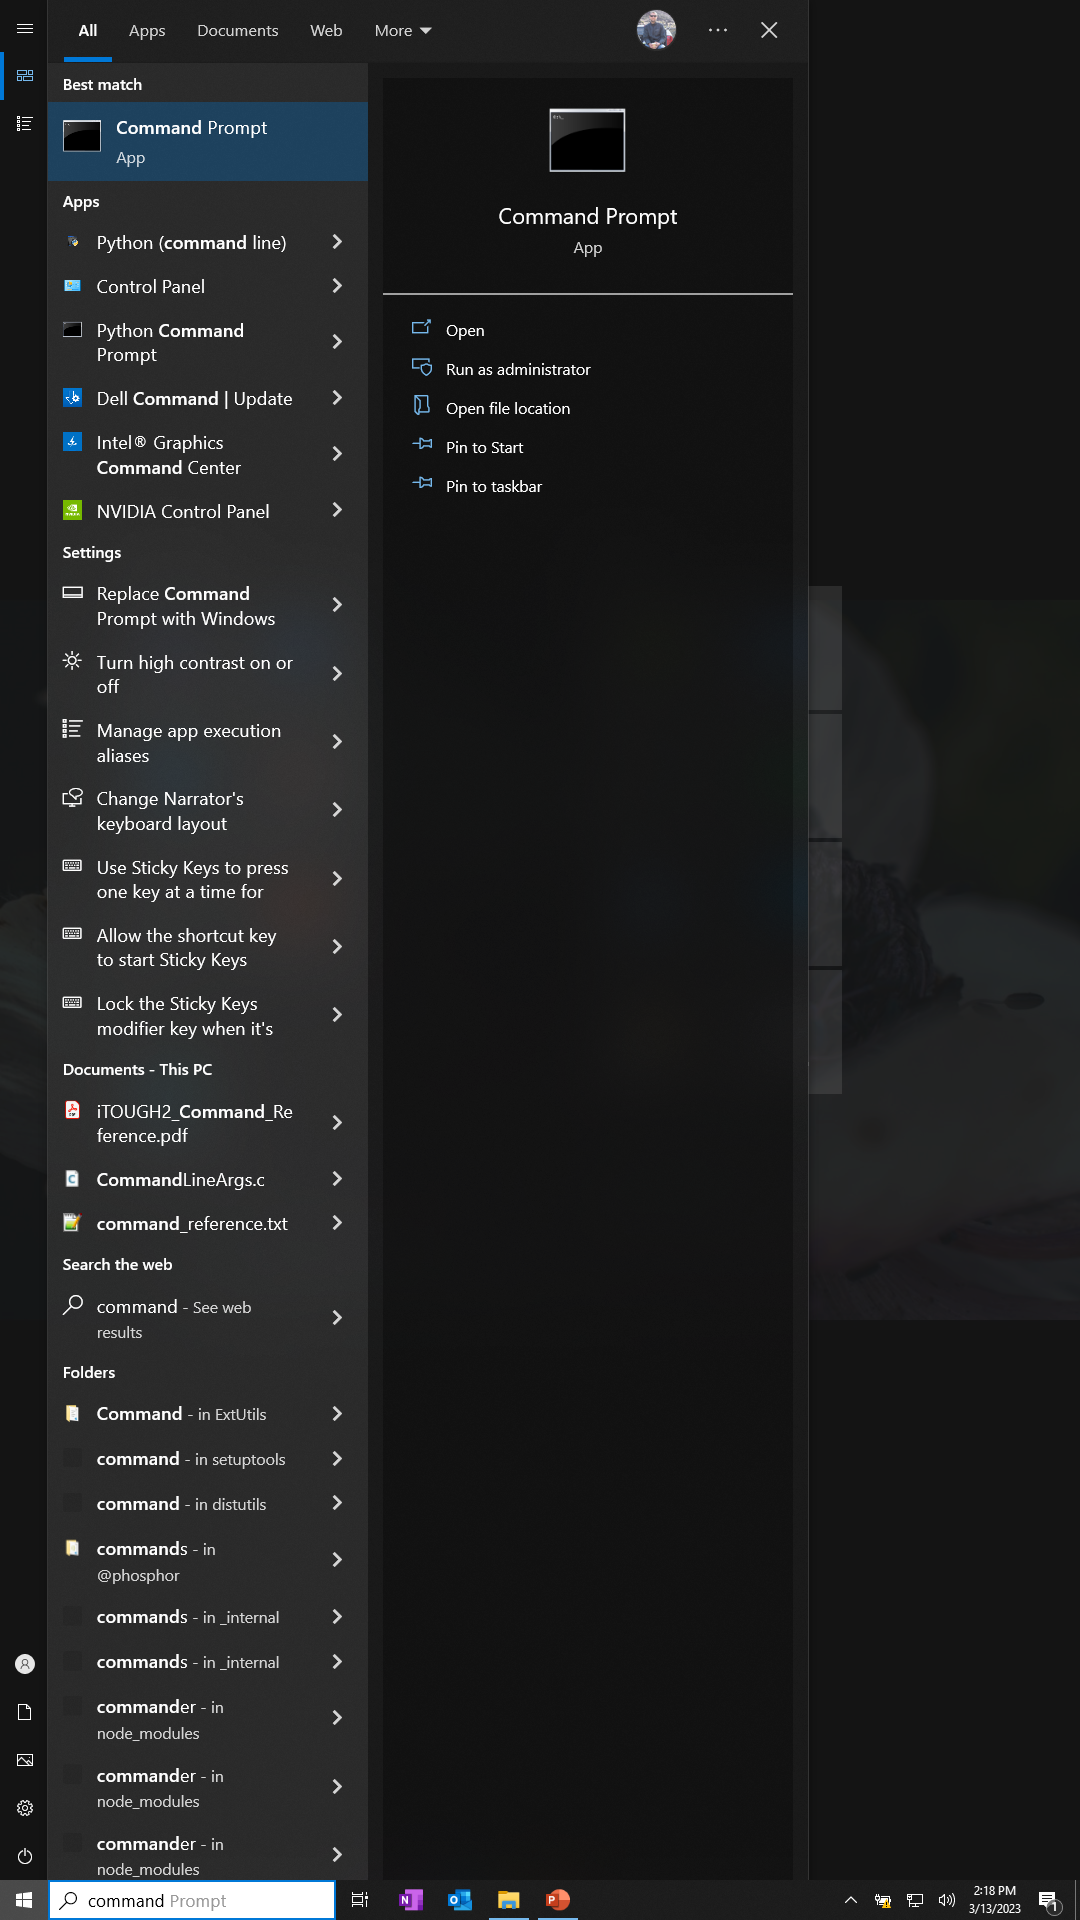 All Apps Documents Web More
Best match
Command Prompt
App
Apps
Python (command line)
Control Panel
Python Command
Prompt
Dell Command | Update
Intel® Graphics
Command Center
NVIDIA Control Panel
Settings
Replace Command
Prompt with Windows
Turn high contrast on or
off
Manage app execution
aliases
Change Narrator's
keyboard layout
Use Sticky Keys to press
one key at a time for
Allow the shortcut key
to start Sticky Keys
Lock the Sticky Keys
modifier key when it's
Documents - This PC
iTOUGH2_Command_Re
ference.pdf
CommandLineArgs.c
command_reference.txt
Search the web
command - See web
results
Folders
Command - in ExtUtils
command - in setuptools
command - in distutils
commands - in
@phosphor
commands - in _internal
commands - in _internal
commander - in
node_modules
commander - in
node_modules
commander - in
node_modules
Command Prompt
App
Open
Run as administrator
Open file location
Pin to Start
Pin to taskbar
command Prompt
2:18 PM
3/13/2023
1